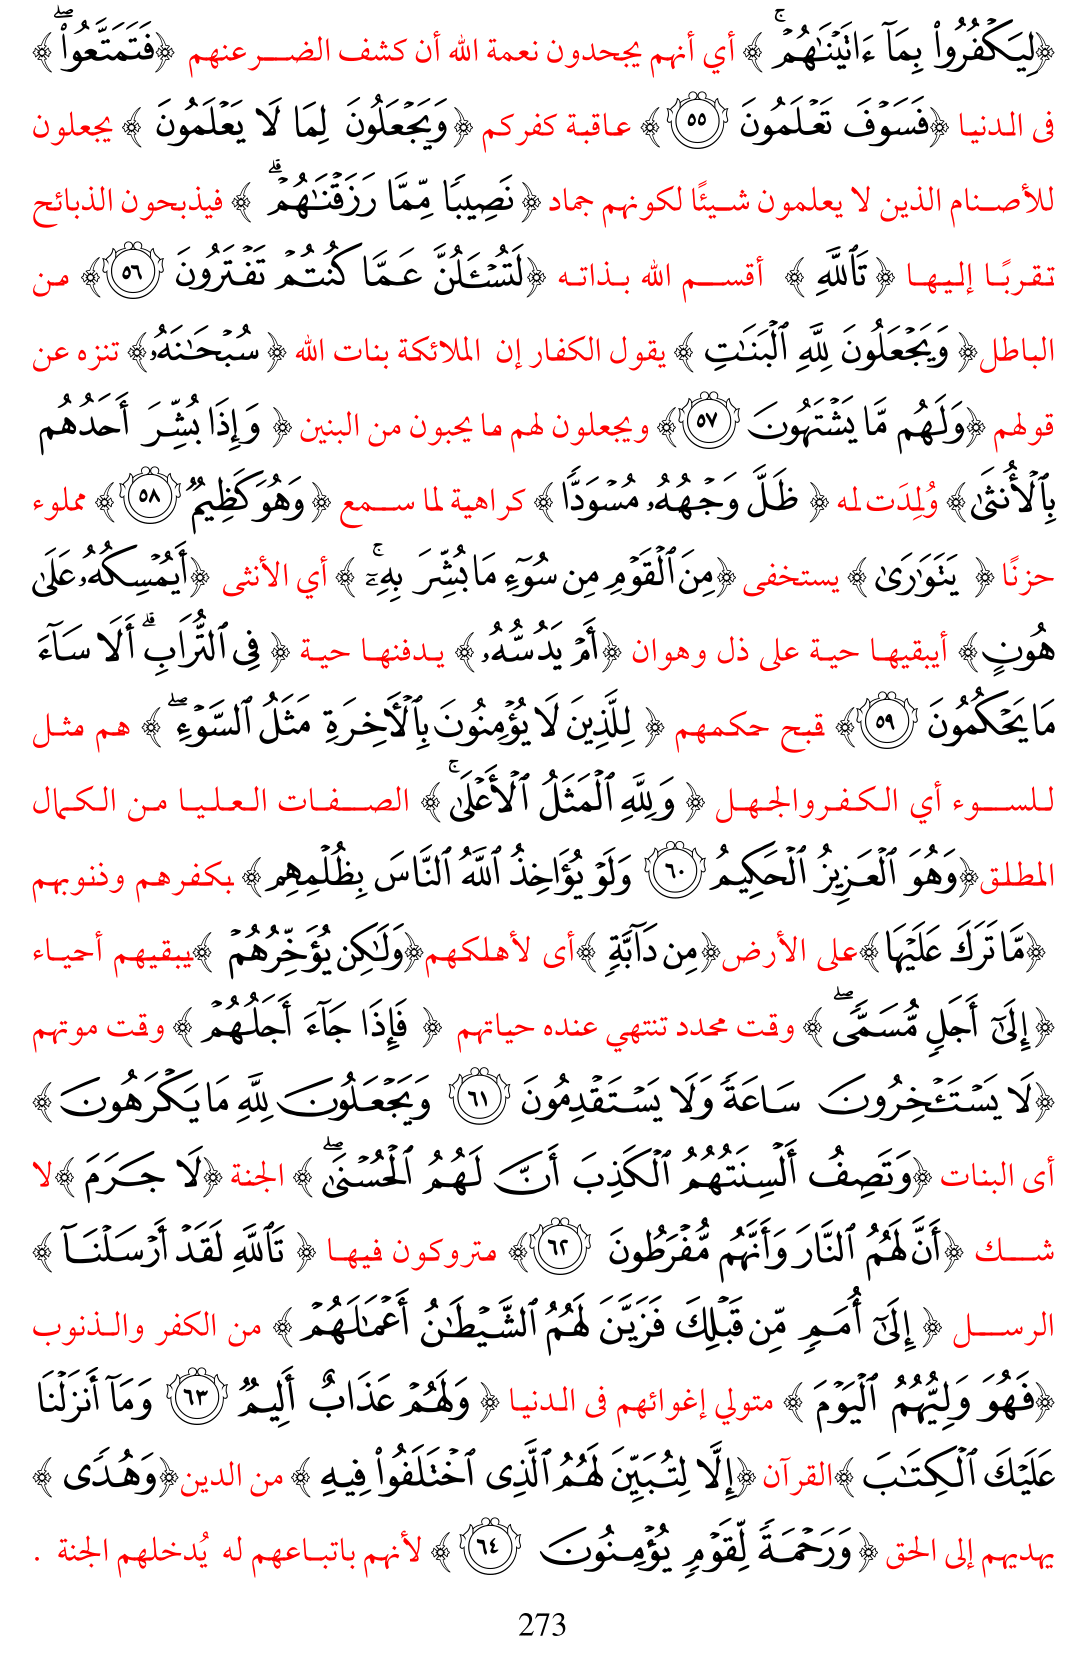 ﴿لِيَكْفُرُوا۟ بِمَآ ءَاتَيْنَـٰهُمْ ۚ﴾ أي أنهم يجحدون نعمة الله أن كشف الضر عنهم ﴿فَتَمَتَّعُوا۟ ۖ﴾
فى الدنيا ﴿فَسَوْفَ تَعْلَمُونَ ٥٥﴾ عاقبة كفركم ﴿وَيَجْعَلُونَ لِمَا لَا يَعْلَمُونَ﴾ يجعلون
للأصنام الذين لا يعلمون شيئًا لكونهم جماد ﴿نَصِيبًا مِّمَّا رَزَقْنَـٰهُمْ ۗ﴾ فيذبحون الذبائح
تقربًا إليها ﴿تَٱللَّهِ﴾ أقسم الله بذاته ﴿لَتُسْـَٔلُنَّ عَمَّا كُنتُمْ تَفْتَرُونَ ٥٦﴾ من
الباطل﴿وَيَجْعَلُونَ لِلَّهِ ٱلْبَنَـٰتِ﴾ يقول الكفار إن الملائكة بنات الله ﴿سُبْحَـٰنَهُۥ﴾ تنزه عن
قولهم ﴿وَلَهُم مَّا يَشْتَهُونَ ٥٧﴾ ويجعلون لهم ما يحبون من البنين ﴿وَإِذَا بُشِّرَ أَحَدُهُم
بِٱلْأُنثَىٰ﴾ وُلِدَت له ﴿ظَلَّ وَجْهُهُۥ مُسْوَدًّا﴾ كراهية لما سمع ﴿وَهُوَ كَظِيمٌ ٥٨﴾ مملوء
حزنًا ﴿يَتَوَٰرَىٰ﴾ يستخفى ﴿مِنَ ٱلْقَوْمِ مِن سُوٓءِ مَا بُشِّرَ بِهِۦٓ ۚ﴾ أي الأنثى ﴿أَيُمْسِكُهُۥ عَلَىٰ
هُونٍ﴾ أيبقيها حية على ذل وهوان ﴿أَمْ يَدُسُّهُۥ﴾ يدفنها حية ﴿فِى ٱلتُّرَابِ ۗ أَلَا سَآءَ
مَا يَحْكُمُونَ ٥٩﴾ قبح حكمهم ﴿لِلَّذِينَ لَا يُؤْمِنُونَ بِٱلْـَٔاخِرَةِ مَثَلُ ٱلسَّوْءِ ۖ﴾ هم مثل
للسوء أي الكفر والجهل ﴿وَلِلَّهِ ٱلْمَثَلُ ٱلْأَعْلَىٰ ۚ﴾ الصفات العليا من الكمال
المطلق﴿وَهُوَ ٱلْعَزِيزُ ٱلْحَكِيمُ ٦٠ وَلَوْ يُؤَاخِذُ ٱللَّهُ ٱلنَّاسَ بِظُلْمِهِم﴾ بكفرهم وذنوبهم
﴿مَّا تَرَكَ عَلَيْهَا﴾على الأرض﴿مِن دَآبَّةٍ﴾أى لأهلكهم﴿وَلَـٰكِن يُؤَخِّرُهُمْ﴾يبقيهم أحياء
﴿إِلَىٰٓ أَجَلٍ مُّسَمًّى ۖ﴾ وقت محدد تنتهي عنده حياتهم ﴿فَإِذَا جَآءَ أَجَلُهُمْ﴾ وقت موتهم
﴿لَا يَسْتَـْٔخِرُونَ سَاعَةً وَلَا يَسْتَقْدِمُونَ ٦١ وَيَجْعَلُونَ لِلَّهِ مَا يَكْرَهُونَ﴾
أى البنات ﴿وَتَصِفُ أَلْسِنَتُهُمُ ٱلْكَذِبَ أَنَّ لَهُمُ ٱلْحُسْنَىٰ ۖ﴾ الجنة ﴿لَا جَرَمَ﴾لا
شك ﴿أَنَّ لَهُمُ ٱلنَّارَ وَأَنَّهُم مُّفْرَطُونَ ٦٢﴾ متروكون فيها ﴿تَٱللَّهِ لَقَدْ أَرْسَلْنَآ﴾
الرسل ﴿إِلَىٰٓ أُمَمٍ مِّن قَبْلِكَ فَزَيَّنَ لَهُمُ ٱلشَّيْطَـٰنُ أَعْمَـٰلَهُمْ﴾ من الكفر والذنوب
﴿فَهُوَ وَلِيُّهُمُ ٱلْيَوْمَ﴾ متولي إغوائهم فى الدنيا ﴿وَلَهُمْ عَذَابٌ أَلِيمٌ ٦٣ وَمَآ أَنزَلْنَا
عَلَيْكَ ٱلْكِتَـٰبَ﴾القرآن ﴿إِلَّا لِتُبَيِّنَ لَهُمُ ٱلَّذِى ٱخْتَلَفُوا۟ فِيهِ﴾ من الدين﴿وَهُدًى﴾
يهديهم إلى الحق ﴿وَرَحْمَةً لِّقَوْمٍ يُؤْمِنُونَ ٦٤﴾ لأنهم باتباعهم له يُدخلهم الجنة .
273